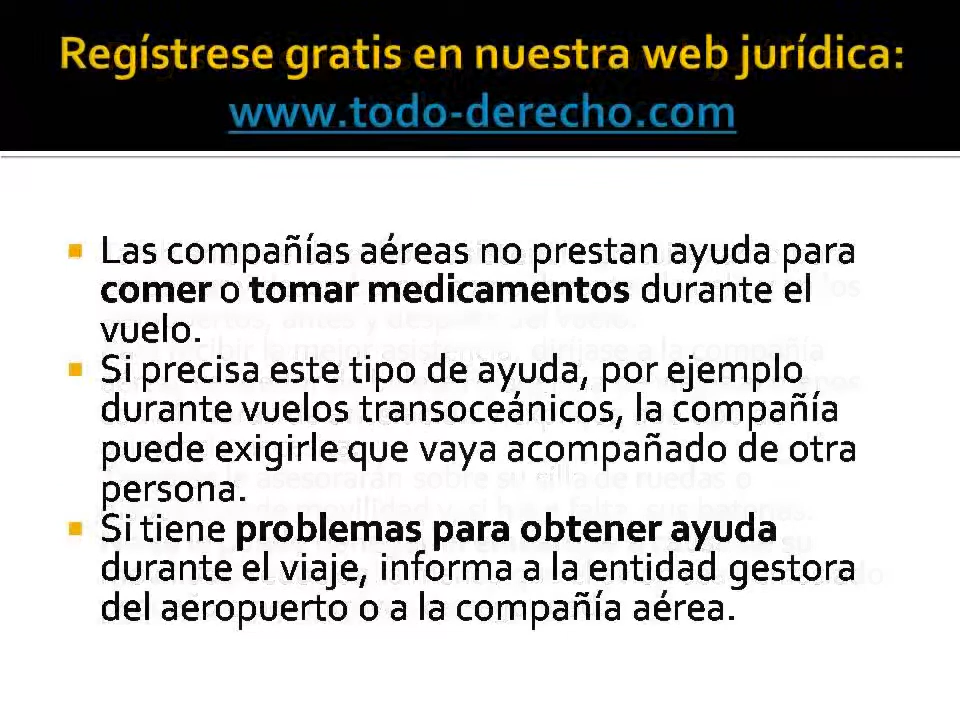 Regístrese gratis en nuestra web jurídica:
www.todo-derecho.com
Las compañías aéreas no prestan ayuda para
comer o tomar medicamentos durante el
vuelo.
Si precisa este tipo de ayuda, por ejemplo
durante vuelos transoceánicos, la compañía
puede exigirle que vaya acompañado de otra
persona.
Si tiene problemas para obtener ayuda
durante el viaje, informa a la entidad gestora
del aeropuerto o a la compañía aérea.